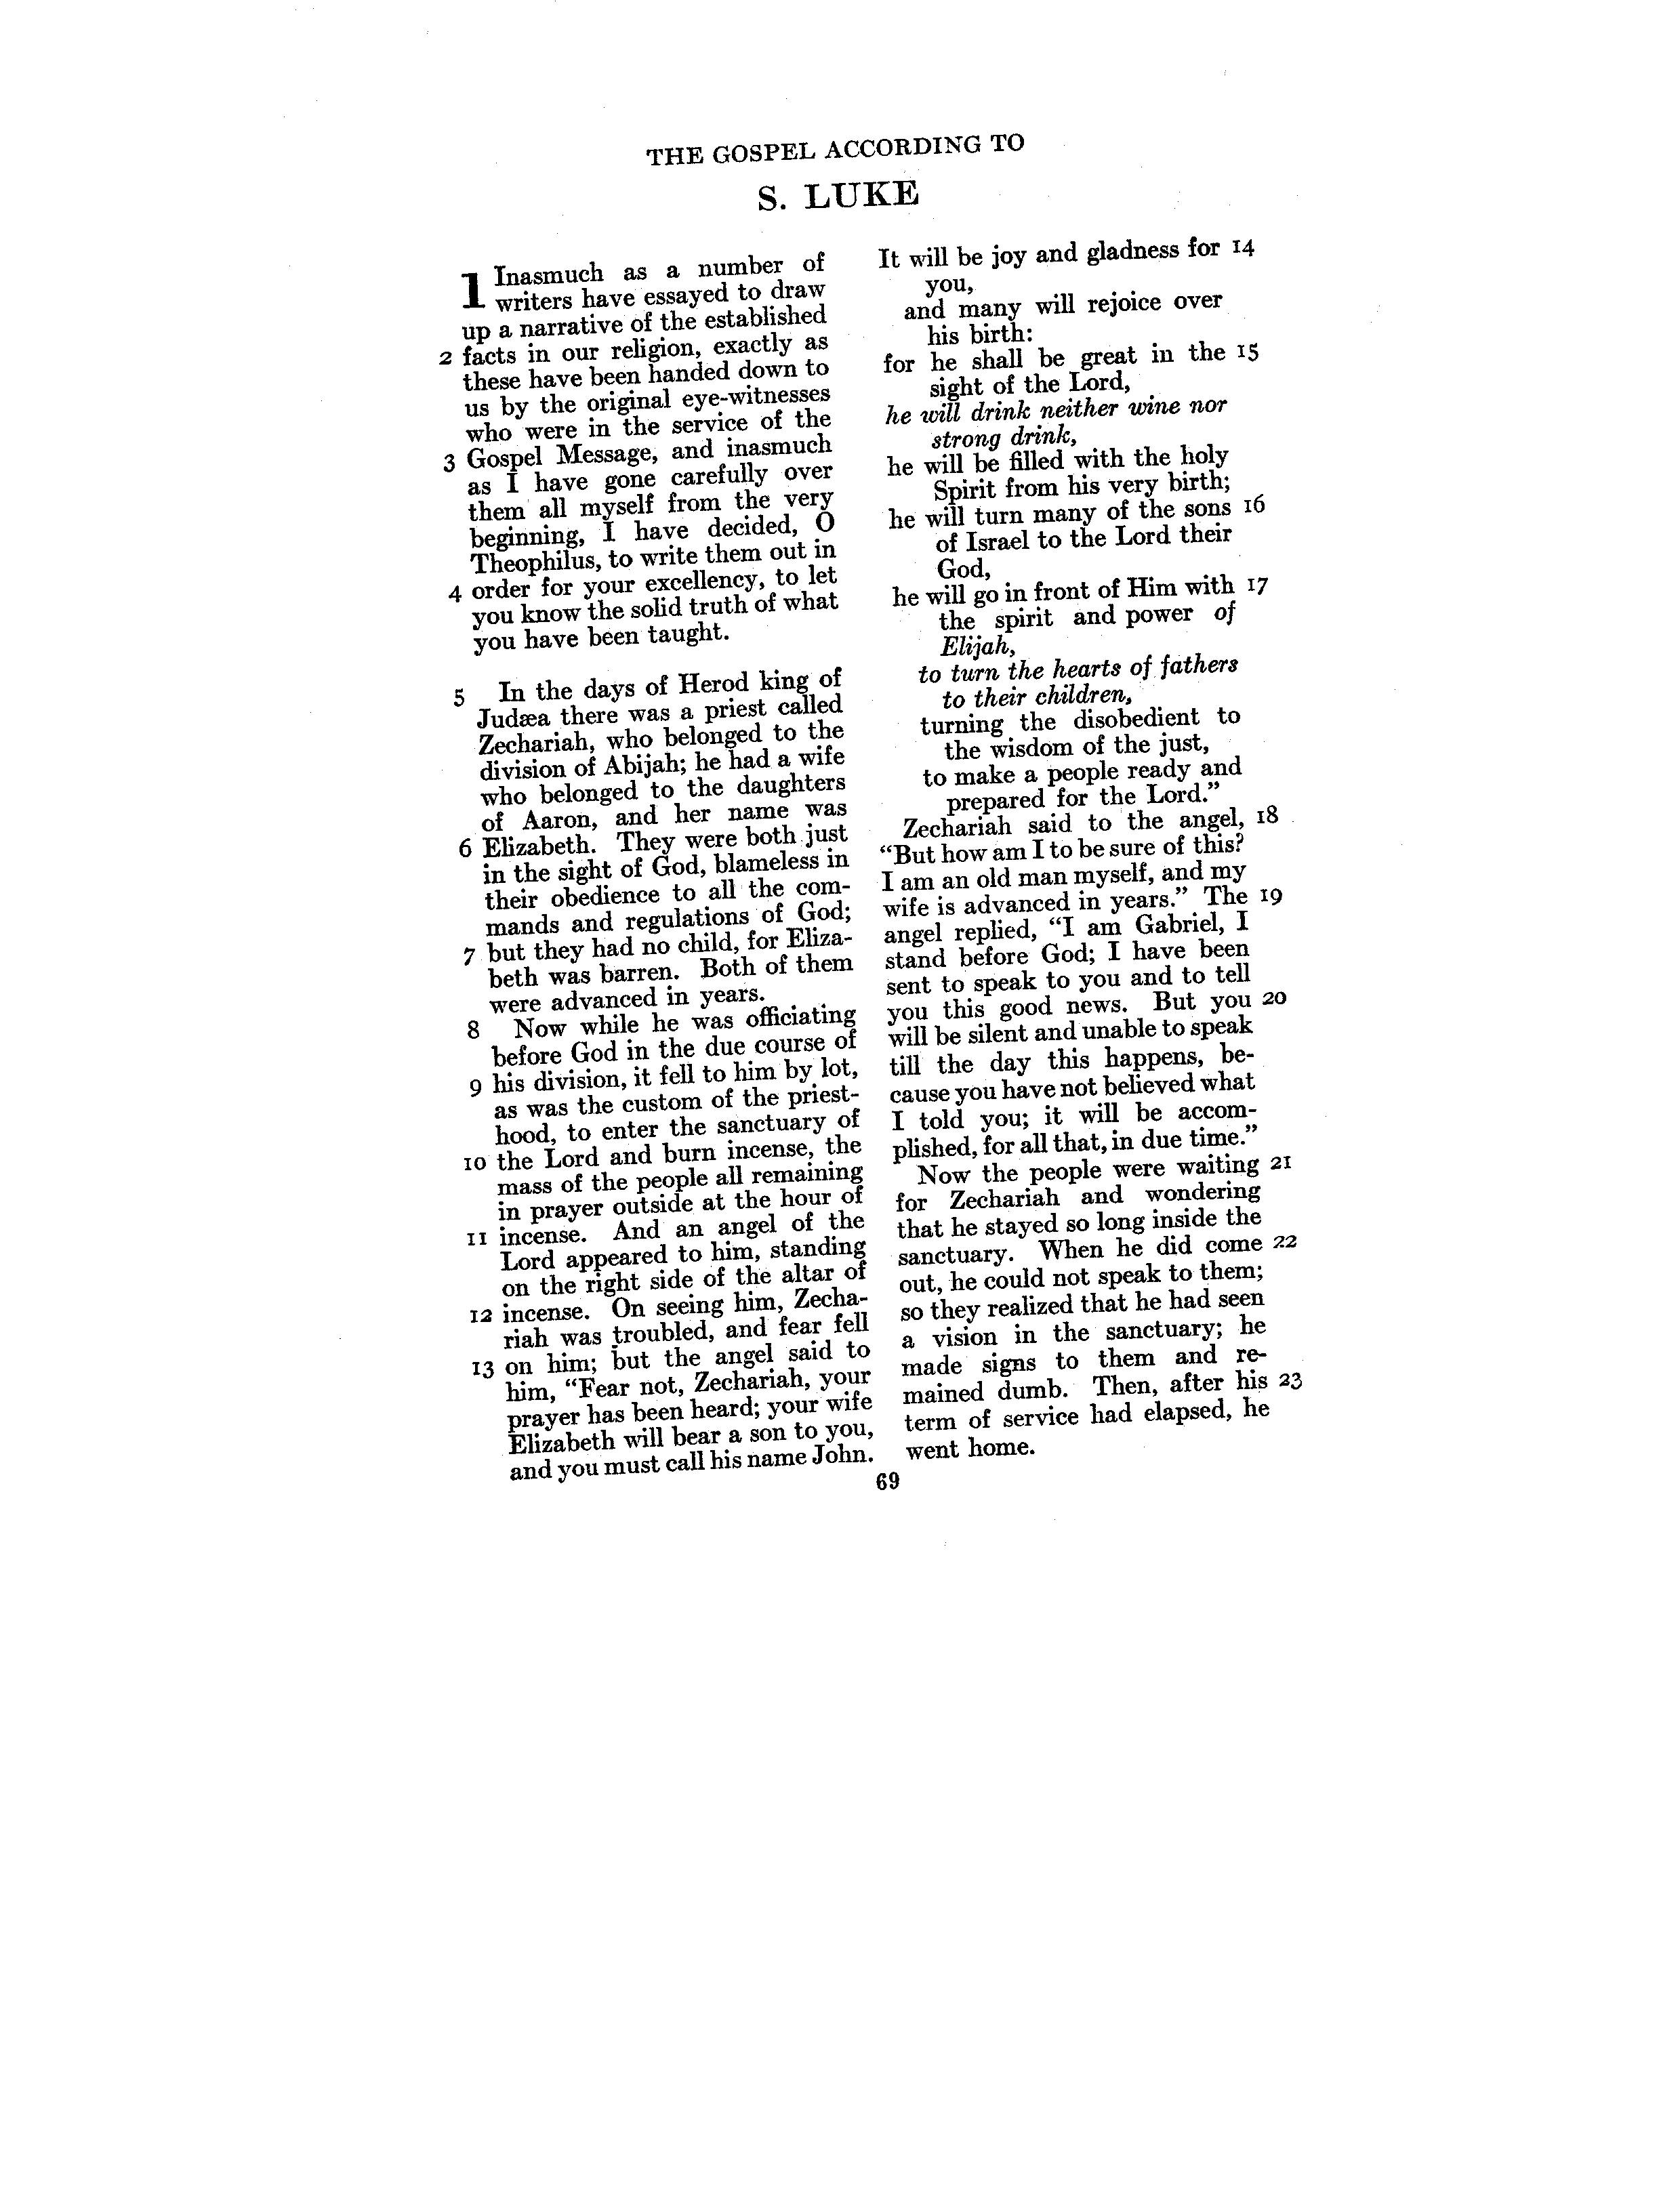 THE GOSPEL ACCORDING TO
S. LUKE
1 Inasmuch as a number of
writers have essayed to draw
up a narrative of the established
2 facts in our religion, exactly as
these have been handed down to
us by the original eye-witnesses
who were in the service of the
3 Gospel Message, and inasmuch
as I have gone carefully over
them all myself from the very
beginning, I have decided, O
Theophilus, to write them out in
4 order for your excellency, to let
you know the solid truth of what
you have been taught.
5 In the days of Herod king of
Judæa there was a priest called
Zechariah, who belonged to the
division of Abijah; he had a wife
who belonged to the daughters
of Aaron, and her name was
6 Elizabeth. They were both just
in the sight of God, blameless in
their obedience to all the com-
mands and regulations of God;
7 but they had no child, for Eliza-
beth was barren. Both of them
were advanced in years.
8 Now while he was officiating
before God in the due course of
9 his division, it fell to him by lot,
as was the custom of the priest-
hood, to enter the sanctuary of
10 the Lord and burn incense, the
mass of the people all remaining
in prayer outside at the hour of
11 incense. And an angel of the
Lord appeared to him, standing
on the right side of the altar of
12 incense. On seeing him, Zecha-
riah was troubled, and fear fell
13 on him; but the angel said to
him, “Fear not, Zechariah, your
prayer has been heard; your wife
Elizabeth will bear a son to you,
and you must call his name John.
It will be joy and gladness for 14
you,
and many will rejoice over
his birth:
for he shall be great in the 15
sight of the Lord,
he will drink neither wine nor
strong drink,
he will be filled with the holy
Spirit from his very birth;
he will turn many of the sons 16
of Israel to the Lord their
God,
he will go in front of Him with 17
the spirit and power of
Elijah,
to turn the hearts of fathers
to their children,
turning the disobedient to
the wisdom of the just,
to make a people ready and
prepared for the Lord.”
Zechariah said to the angel, 18
“But how am I to be sure of this?
I am an old man myself, and my
wife is advanced in years.” The 19
angel replied, “I am Gabriel, I
stand before God; I have been
sent to speak to you and to tell
you this good news. But you 20
will be silent and unable to speak
till the day this happens, be-
cause you have not believed what
I told you; it will be accom-
plished, for all that, in due time.”
Now the people were waiting 21
for Zechariah and wondering
that he stayed so long inside the
sanctuary. When he did come 22
out, he could not speak to them;
so they realized that he had seen
a vision in the sanctuary; he
made signs to them and re-
mained dumb. Then, after his 23
term of service had elapsed, he
went home.
69